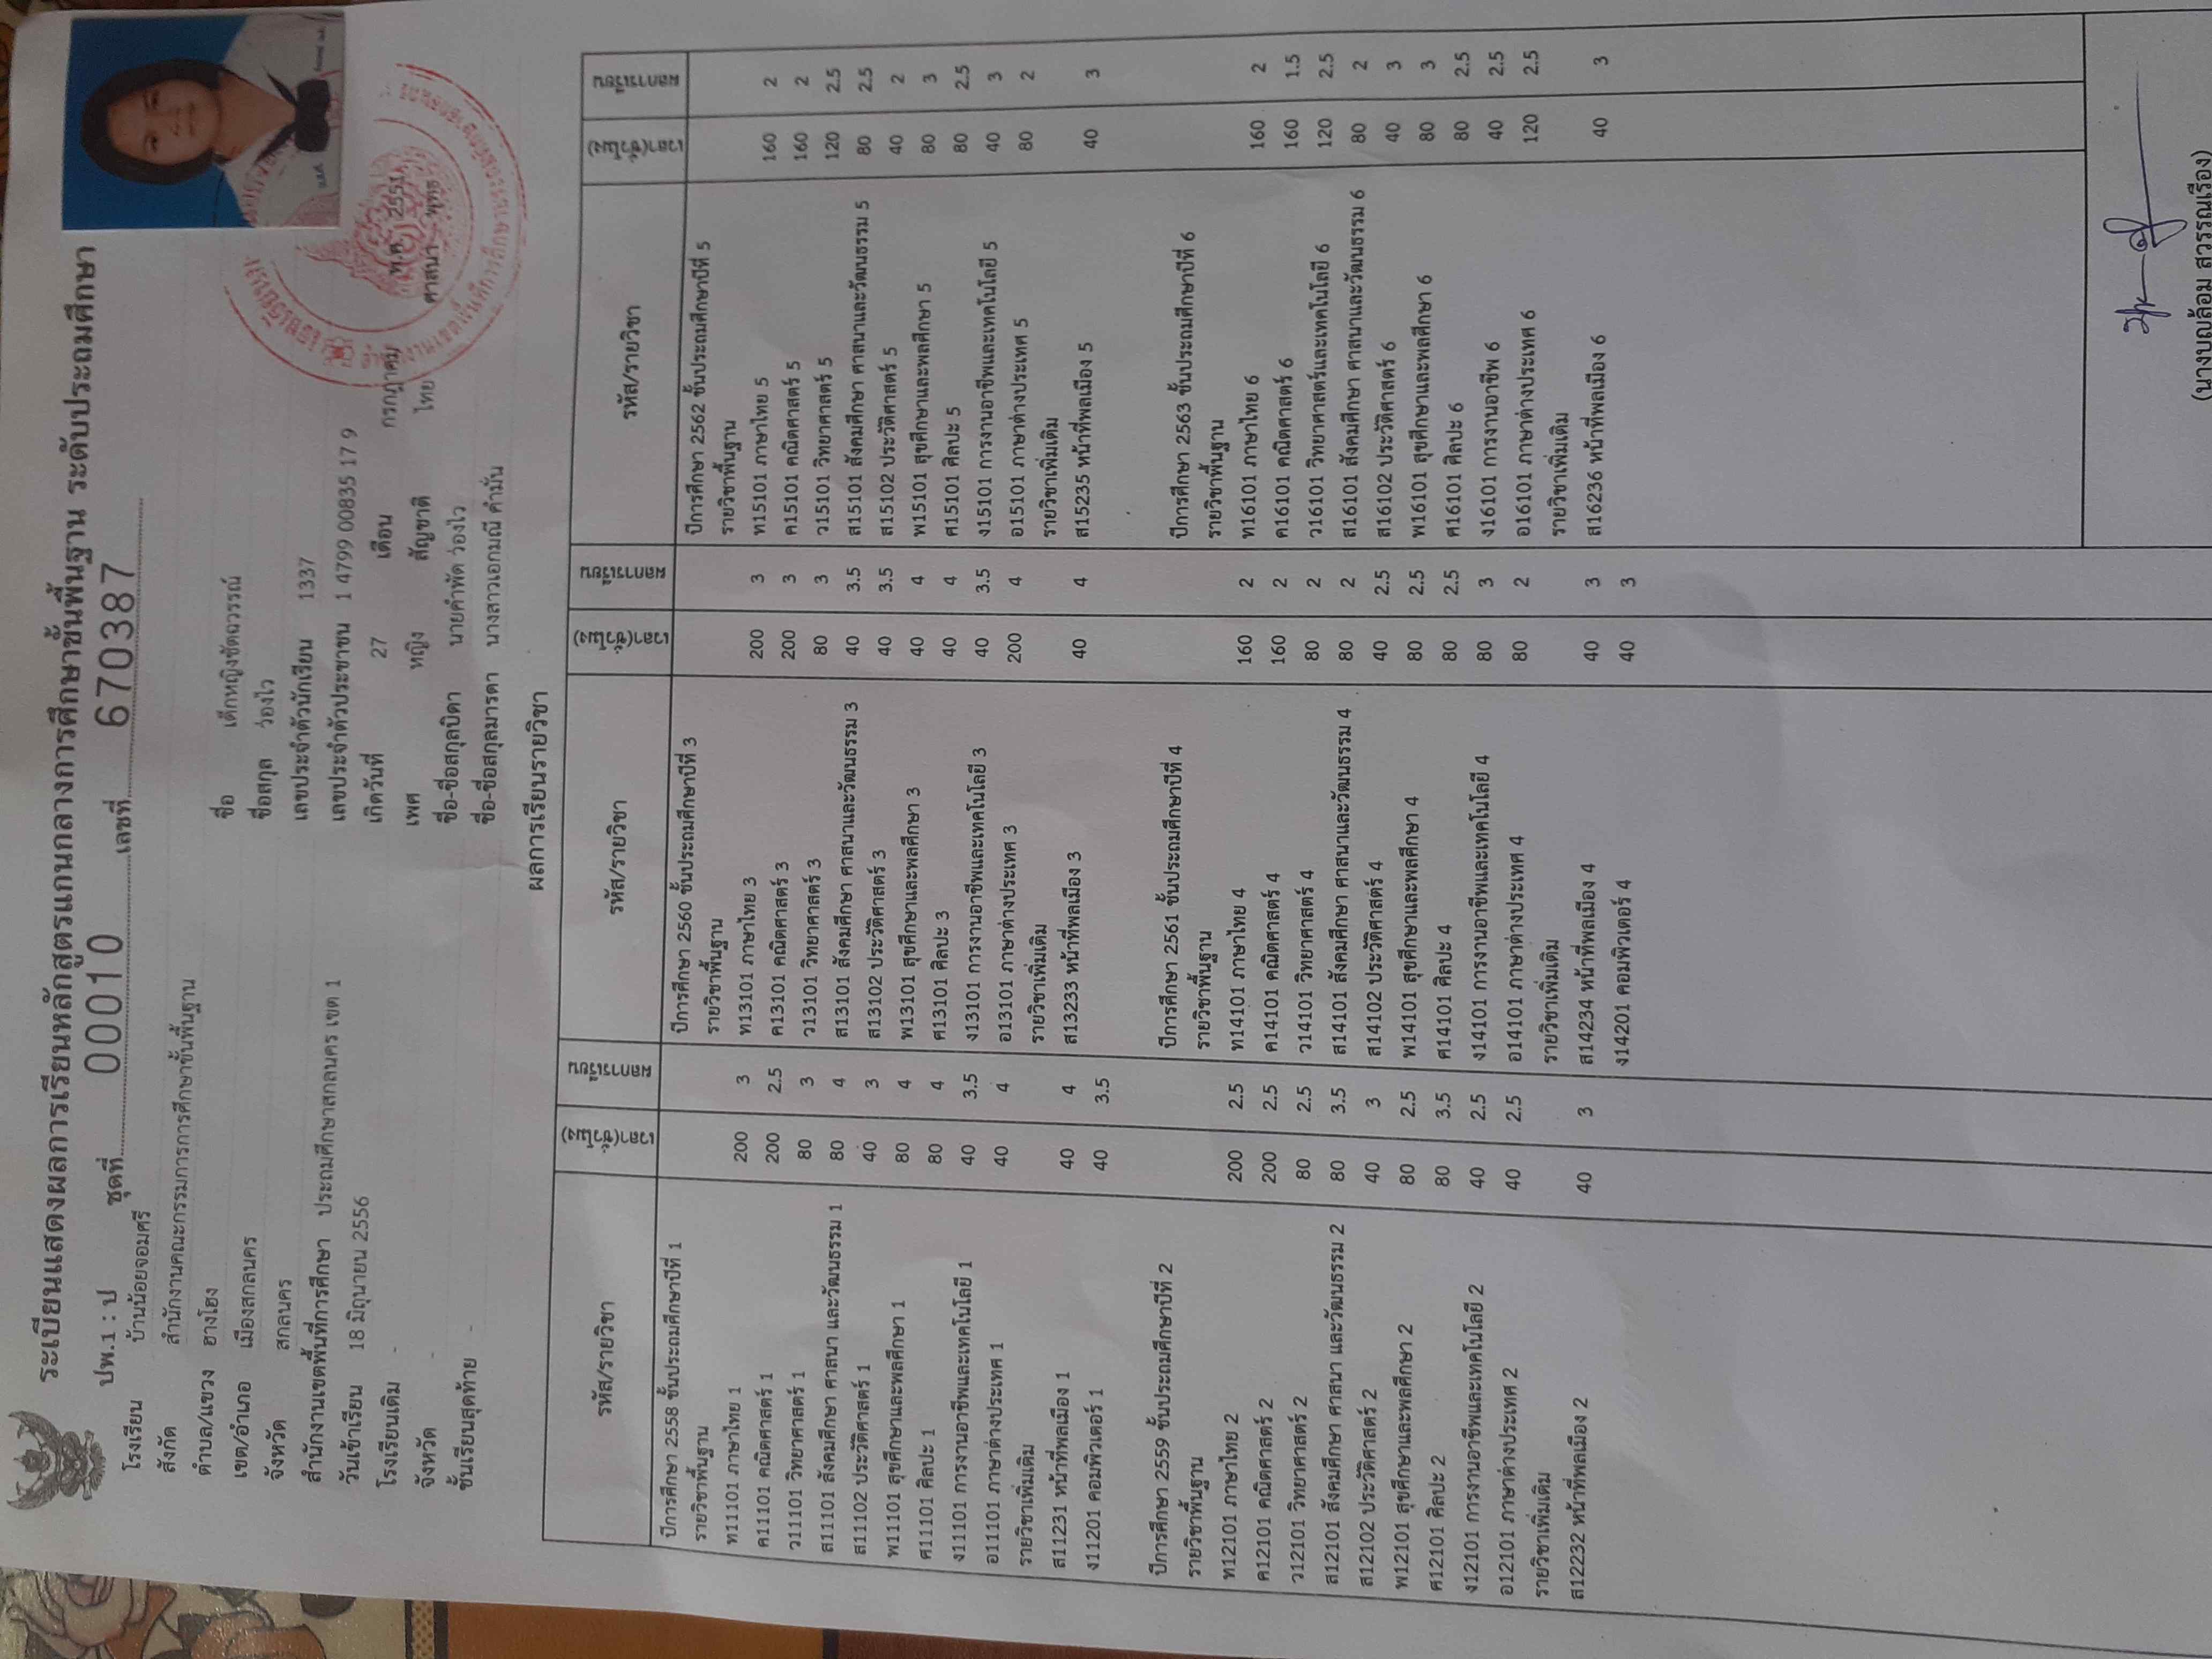 ระเบียนแสดงผลการเรียนหลักสูตรแกนกลางการศึกษาขั้นพื้นฐาน ระดับประถมศึกษา
ปพ.1 : ป ชุดที่ 00010 เลขที่ 670387
โรงเรียน บ้านน้อยจอมศรี
สังกัด สำนักงานคณะกรรมการการศึกษาขั้นพื้นฐาน
ตำบล/แขวง ฮางโฮง
เขต/อำเภอ เมืองสกลนคร
จังหวัด สกลนคร
สำนักงานเขตพื้นที่การศึกษา ประถมศึกษาสกลนคร เขต 1
วันเข้าเรียน 18 มิถุนายน 2556
โรงเรียนเดิม -
จังหวัด -
ชั้นเรียนสุดท้าย -
ชื่อ เด็กหญิงขัตถวรรณ์
ชื่อสกุล ว่องไว
เลขประจำตัวนักเรียน 1337
เลขประจำตัวประชาชน 1 4799 00835 17 9
เกิดวันที่ 27 เดือน กรกฎาคม พ.ศ. 2551
เพศ หญิง สัญชาติ ไทย ศาสนา พุทธ
ชื่อ-ชื่อสกุลบิดา นายคำพัด ว่องไว
ชื่อ-ชื่อสกุลมารดา นางสาวเอกมณี คำมั่น
ผลการเรียนรายวิชา
รหัส/รายวิชา เวลา(ชั่วโมง) ผลการเรียน
ปีการศึกษา 2558 ชั้นประถมศึกษาปีที่ 1
รายวิชาพื้นฐาน
ท11101 ภาษาไทย 1 200 3
ค11101 คณิตศาสตร์ 1 200 2.5
ว11101 วิทยาศาสตร์ 1 80 3
ส11101 สังคมศึกษา ศาสนา และวัฒนธรรม 1 80 4
ส11102 ประวัติศาสตร์ 1 40 3
พ11101 สุขศึกษาและพลศึกษา 1 80 4
ศ11101 ศิลปะ 1 80 4
ง11101 การงานอาชีพและเทคโนโลยี 1 40 3.5
อ11101 ภาษาต่างประเทศ 1 40 4
รายวิชาเพิ่มเติม
ส11231 หน้าที่พลเมือง 1 40 4
ง11201 คอมพิวเตอร์ 1 40 3.5
ปีการศึกษา 2559 ชั้นประถมศึกษาปีที่ 2
รายวิชาพื้นฐาน
ท12101 ภาษาไทย 2 200 2.5
ค12101 คณิตศาสตร์ 2 200 2.5
ว12101 วิทยาศาสตร์ 2 80 2.5
ส12101 สังคมศึกษา ศาสนา และวัฒนธรรม 2 80 3.5
ส12102 ประวัติศาสตร์ 2 40 3
พ12101 สุขศึกษาและพลศึกษา 2 80 2.5
ศ12101 ศิลปะ 2 80 3.5
ง12101 การงานอาชีพและเทคโนโลยี 2 40 2.5
อ12101 ภาษาต่างประเทศ 2 40 2.5
รายวิชาเพิ่มเติม
ส12232 หน้าที่พลเมือง 2 40 3
รหัส/รายวิชา เวลา(ชั่วโมง) ผลการเรียน
ปีการศึกษา 2560 ชั้นประถมศึกษาปีที่ 3
รายวิชาพื้นฐาน
ท13101 ภาษาไทย 3 200 3
ค13101 คณิตศาสตร์ 3 200 3
ว13101 วิทยาศาสตร์ 3 80 3
ส13101 สังคมศึกษา ศาสนาและวัฒนธรรม 3 40 3.5
ส13102 ประวัติศาสตร์ 3 40 3.5
พ13101 สุขศึกษาและพลศึกษา 3 40 4
ศ13101 ศิลปะ 3 40 4
ง13101 การงานอาชีพและเทคโนโลยี 3 40 3.5
อ13101 ภาษาต่างประเทศ 3 200 4
รายวิชาเพิ่มเติม
ส13233 หน้าที่พลเมือง 3 40 4
ปีการศึกษา 2561 ชั้นประถมศึกษาปีที่ 4
รายวิชาพื้นฐาน
ท14101 ภาษาไทย 4 160 2
ค14101 คณิตศาสตร์ 4 160 2
ว14101 วิทยาศาสตร์ 4 80 2
ส14101 สังคมศึกษา ศาสนาและวัฒนธรรม 4 80 2
ส14102 ประวัติศาสตร์ 4 40 2.5
พ14101 สุขศึกษาและพลศึกษา 4 80 2.5
ศ14101 ศิลปะ 4 80 2.5
ง14101 การงานอาชีพและเทคโนโลยี 4 80 3
อ14101 ภาษาต่างประเทศ 4 80 2
รายวิชาเพิ่มเติม
ส14234 หน้าที่พลเมือง 4 40 3
ง14201 คอมพิวเตอร์ 4 40 3
รหัส/รายวิชา เวลา(ชั่วโมง) ผลการเรียน
ปีการศึกษา 2562 ชั้นประถมศึกษาปีที่ 5
รายวิชาพื้นฐาน
ท15101 ภาษาไทย 5 160 2
ค15101 คณิตศาสตร์ 5 160 2
ว15101 วิทยาศาสตร์ 5 120 2.5
ส15101 สังคมศึกษา ศาสนาและวัฒนธรรม 5 80 2.5
ส15102 ประวัติศาสตร์ 5 40 2
พ15101 สุขศึกษาและพลศึกษา 5 80 3
ศ15101 ศิลปะ 5 80 2.5
ง15101 การงานอาชีพและเทคโนโลยี 5 40 3
อ15101 ภาษาต่างประเทศ 5 80 2
รายวิชาเพิ่มเติม
ส15235 หน้าที่พลเมือง 5 40 3
ปีการศึกษา 2563 ชั้นประถมศึกษาปีที่ 6
รายวิชาพื้นฐาน
ท16101 ภาษาไทย 6 160 2
ค16101 คณิตศาสตร์ 6 160 1.5
ว16101 วิทยาศาสตร์และเทคโนโลยี 6 120 2.5
ส16101 สังคมศึกษา ศาสนาและวัฒนธรรม 6 80 2
ส16102 ประวัติศาสตร์ 6 40 3
พ16101 สุขศึกษาและพลศึกษา 6 80 3
ศ16101 ศิลปะ 6 80 2.5
ง16101 การงานอาชีพ 6 40 2.5
อ16101 ภาษาต่างประเทศ 6 120 2.5
รายวิชาเพิ่มเติม
ส16236 หน้าที่พลเมือง 6 40 3
(นางบุญล้อม สุวรรณเรือง)